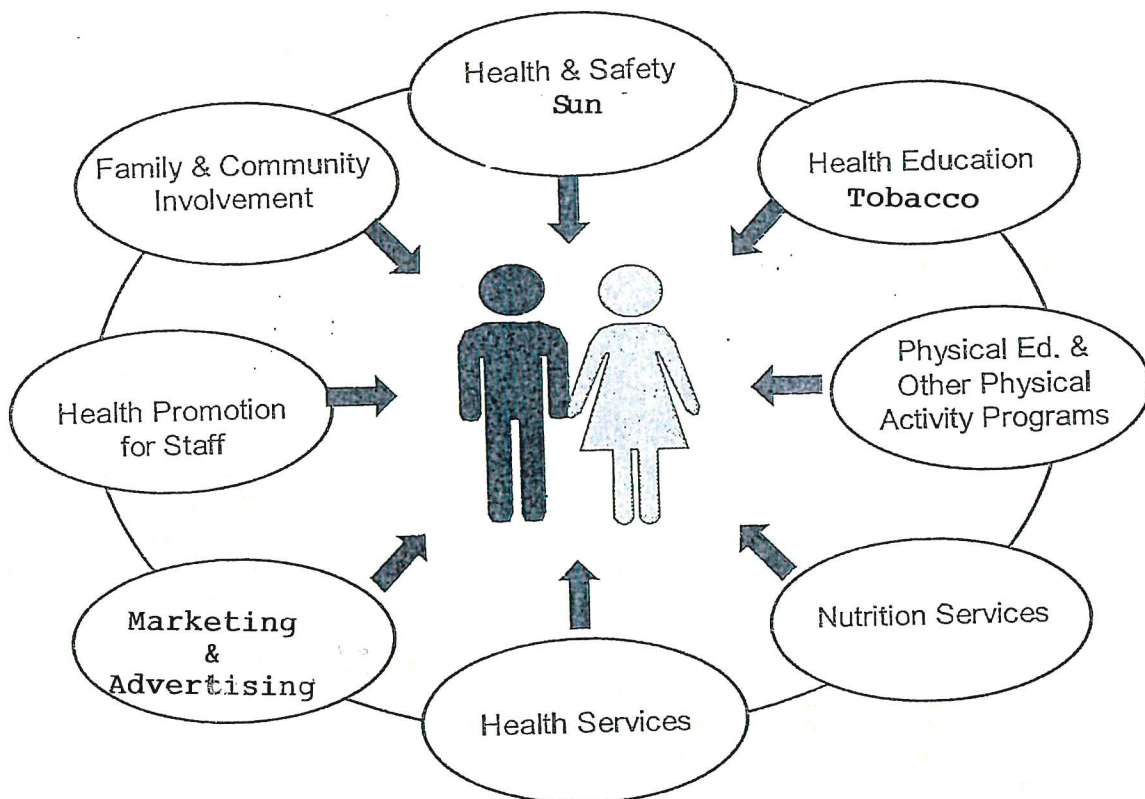 Health & Safety
Sun
Family & Community
Involvement
Health Education
Tobacco
Health Promotion
for Staff
Physical Ed. &
Other Physical
Activity Programs
Marketing
&
Advertising
Health Services
Nutrition Services